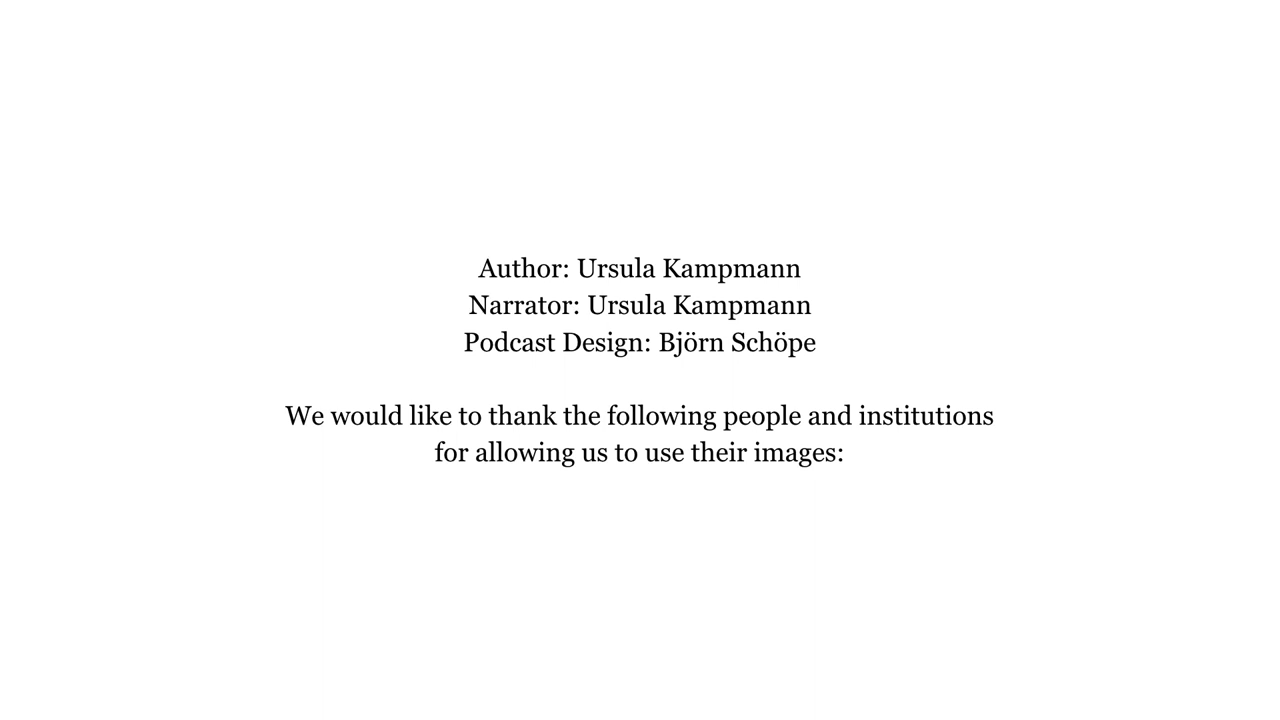 Author: Ursula Kampmann
Narrator: Ursula Kampmann
Podcast Design: Björn Schöpe
We would like to thank the following people and institutions
for allowing us to use their images: